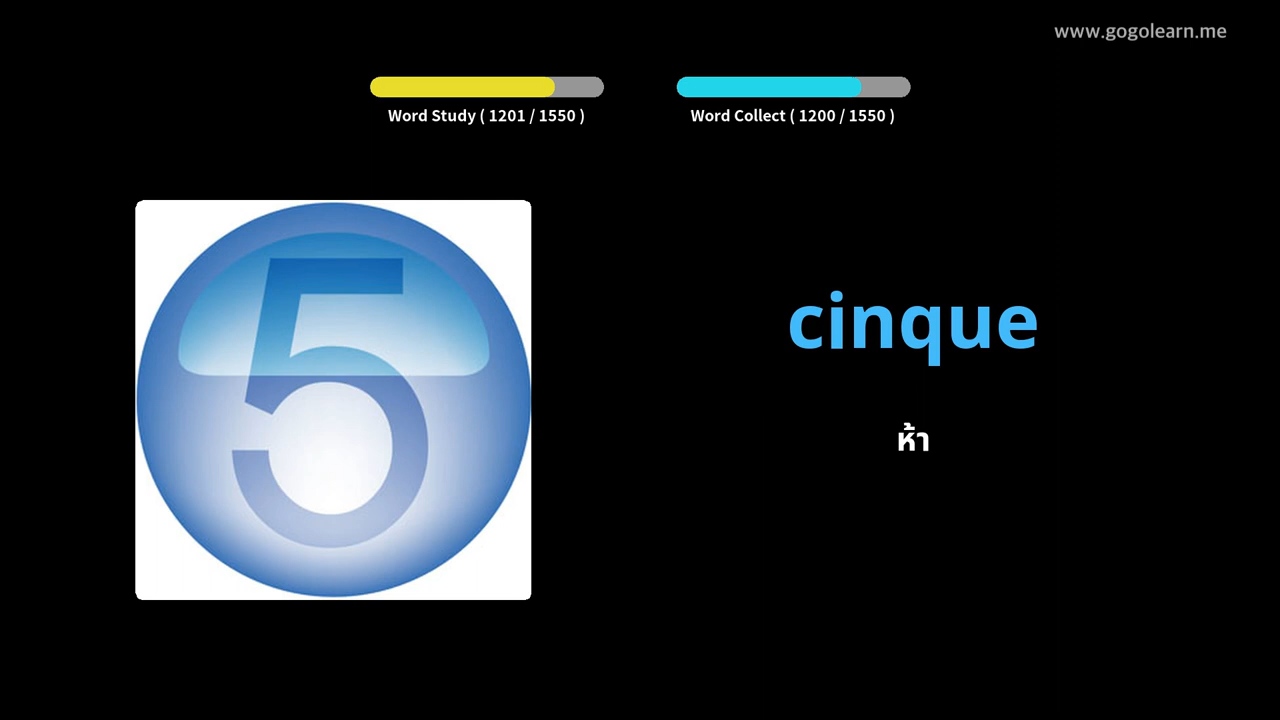 www.gogolearn.me
Word Study ( 1201 / 1550 )
Word Collect ( 1200 / 1550 )
5
cinque
ห้า